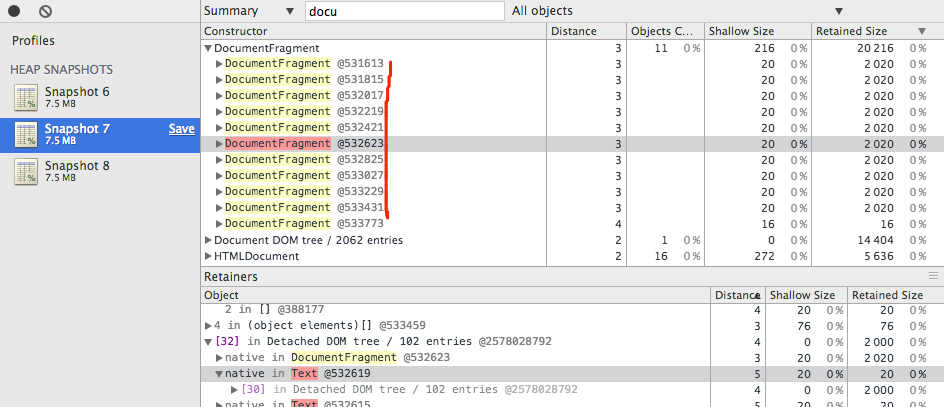 Summary ▼ docu All objects ▼
Constructor Distance Objects C... Shallow Size Retained Size ▼
Profiles
▼DocumentFragment 3 11 0% 216 0% 20 216 0%
▶DocumentFragment @531613 3 20 0% 2 020 0%
HEAP SNAPSHOTS
▶DocumentFragment @531815 3 20 0% 2 020 0%
Snapshot 6
7.5 MB
▶DocumentFragment @532017 3 20 0% 2 020 0%
▶DocumentFragment @532219 3 20 0% 2 020 0%
Snapshot 7 Save
7.5 MB
▶DocumentFragment @532421 3 20 0% 2 020 0%
▶DocumentFragment @532623 3 20 0% 2 020 0%
Snapshot 8
7.5 MB
▶DocumentFragment @532825 3 20 0% 2 020 0%
▶DocumentFragment @533027 3 20 0% 2 020 0%
▶DocumentFragment @533229 3 20 0% 2 020 0%
▶DocumentFragment @533431 3 20 0% 2 020 0%
▶DocumentFragment @533773 4 16 0% 16 0%
▶Document DOM tree / 2062 entries 2 1 0% 0 0% 14 404 0%
▶HTMLDocument 2 16 0% 272 0% 5 636 0%
Retainers
Object Distance Shallow Size Retained Size
2 in [] @388177 4 20 0% 20 0%
▶4 in (object elements)[] @533459 3 76 0% 76 0%
▼[32] in Detached DOM tree / 102 entries @2578028792 4 0 0% 2 000 0%
▶native in DocumentFragment @532623 3 20 0% 2 020 0%
▼native in Text @532619 5 20 0% 20 0%
▶[30] in Detached DOM tree / 102 entries @2578028792 4 0 0% 2 000 0%
▶native in Text @532615 5 20 0% 20 0%